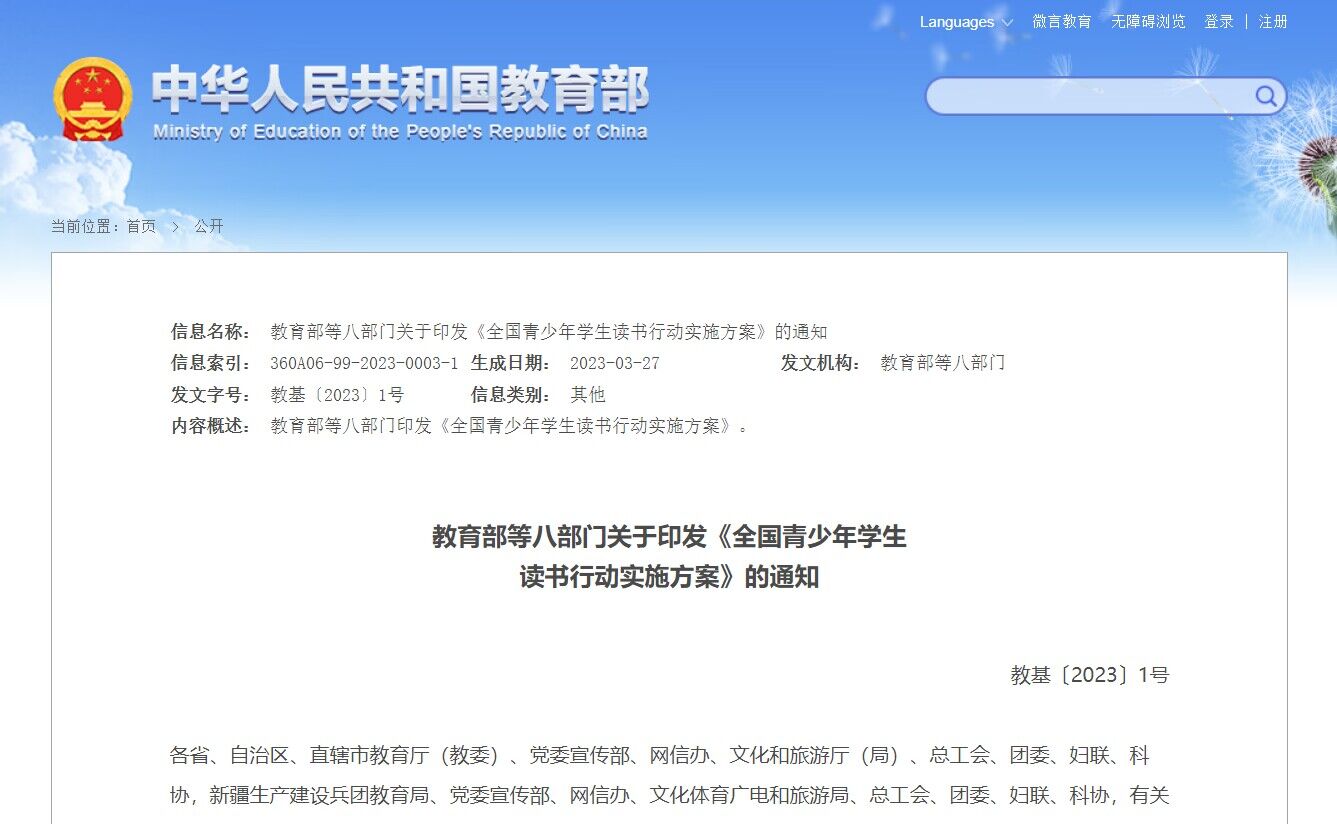 Languages 微言教育 无障碍浏览 登录 | 注册
中华人民共和国教育部
Ministry of Education of the People's Republic of China
当前位置：首页 > 公开
信息名称： 教育部等八部门关于印发《全国青少年学生读书行动实施方案》的通知
信息索引： 360A06-99-2023-0003-1 生成日期： 2023-03-27 发文机构： 教育部等八部门
发文字号： 教基〔2023〕1号 信息类别： 其他
内容概述： 教育部等八部门印发《全国青少年学生读书行动实施方案》。
教育部等八部门关于印发《全国青少年学生
读书行动实施方案》的通知
教基〔2023〕1号
各省、自治区、直辖市教育厅（教委）、党委宣传部、网信办、文化和旅游厅（局）、总工会、团委、妇联、科
协，新疆生产建设兵团教育局、党委宣传部、网信办、文化体育广电和旅游局、总工会、团委、妇联、科协，有关